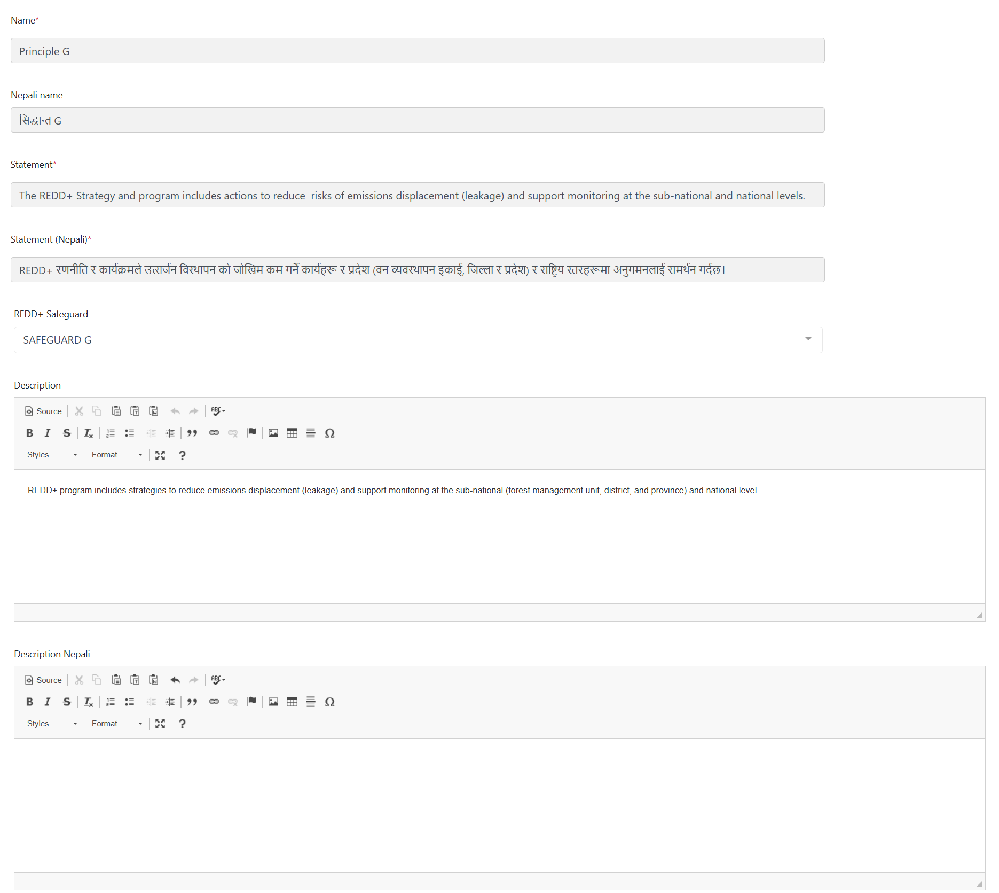 Name*
Principle G
Nepali name
सिद्धान्त G
Statement*
The REDD+ Strategy and program includes actions to reduce  risks of emissions displacement (leakage) and support monitoring at the sub-national and national levels.
Statement (Nepali)*
REDD+ रणनीति र कार्यक्रमले उत्सर्जन विस्थापन को जोखिम कम गर्ने कार्यहरू र प्रदेश (वन व्यवस्थापन इकाई, जिल्ला र प्रदेश) र राष्ट्रिय स्तरहरूमा अनुगमनलाई समर्थन गर्दछ।
REDD+ Safeguard
SAFEGUARD G
Description
Source
Styles Format
REDD+ program includes strategies to reduce emissions displacement (leakage) and support monitoring at the sub-national (forest management unit, district, and province) and national level
Description Nepali
Source
Styles Format